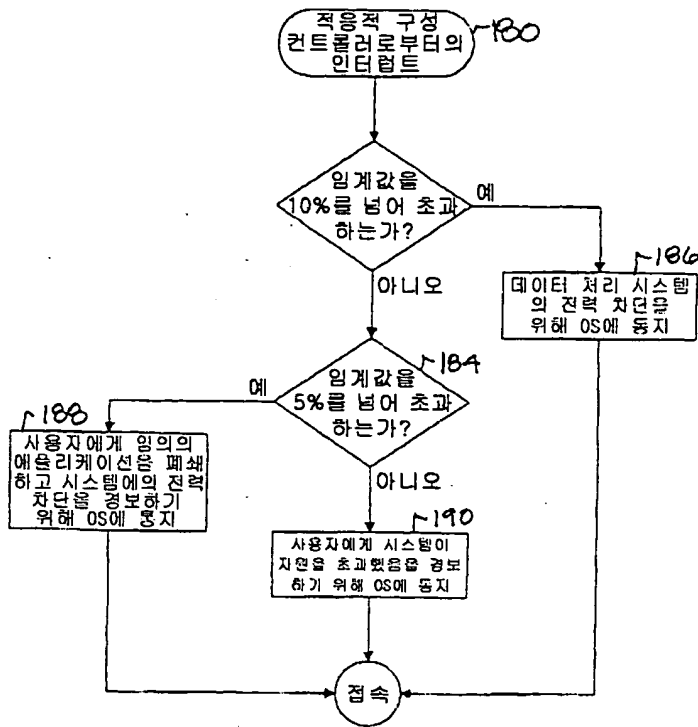 적응적 구성
컨트롤러로부터의
인터럽트
180
임계값을
10%를 넘어 초과
하는가?
예
186
데이터 처리 시스템
의 전력 차단을
위해 OS에 통지
아니오
184
임계값을
5%를 넘어 초과
하는가?
예
188
사용자에게 임의의
애플리케이션을 폐쇄
하고 시스템에의 전력
차단을 경보하기
위해 OS에 통지
아니오
190
사용자에게 시스템이
자원을 초과했음을 경보
하기 위해 OS에 통지
접속